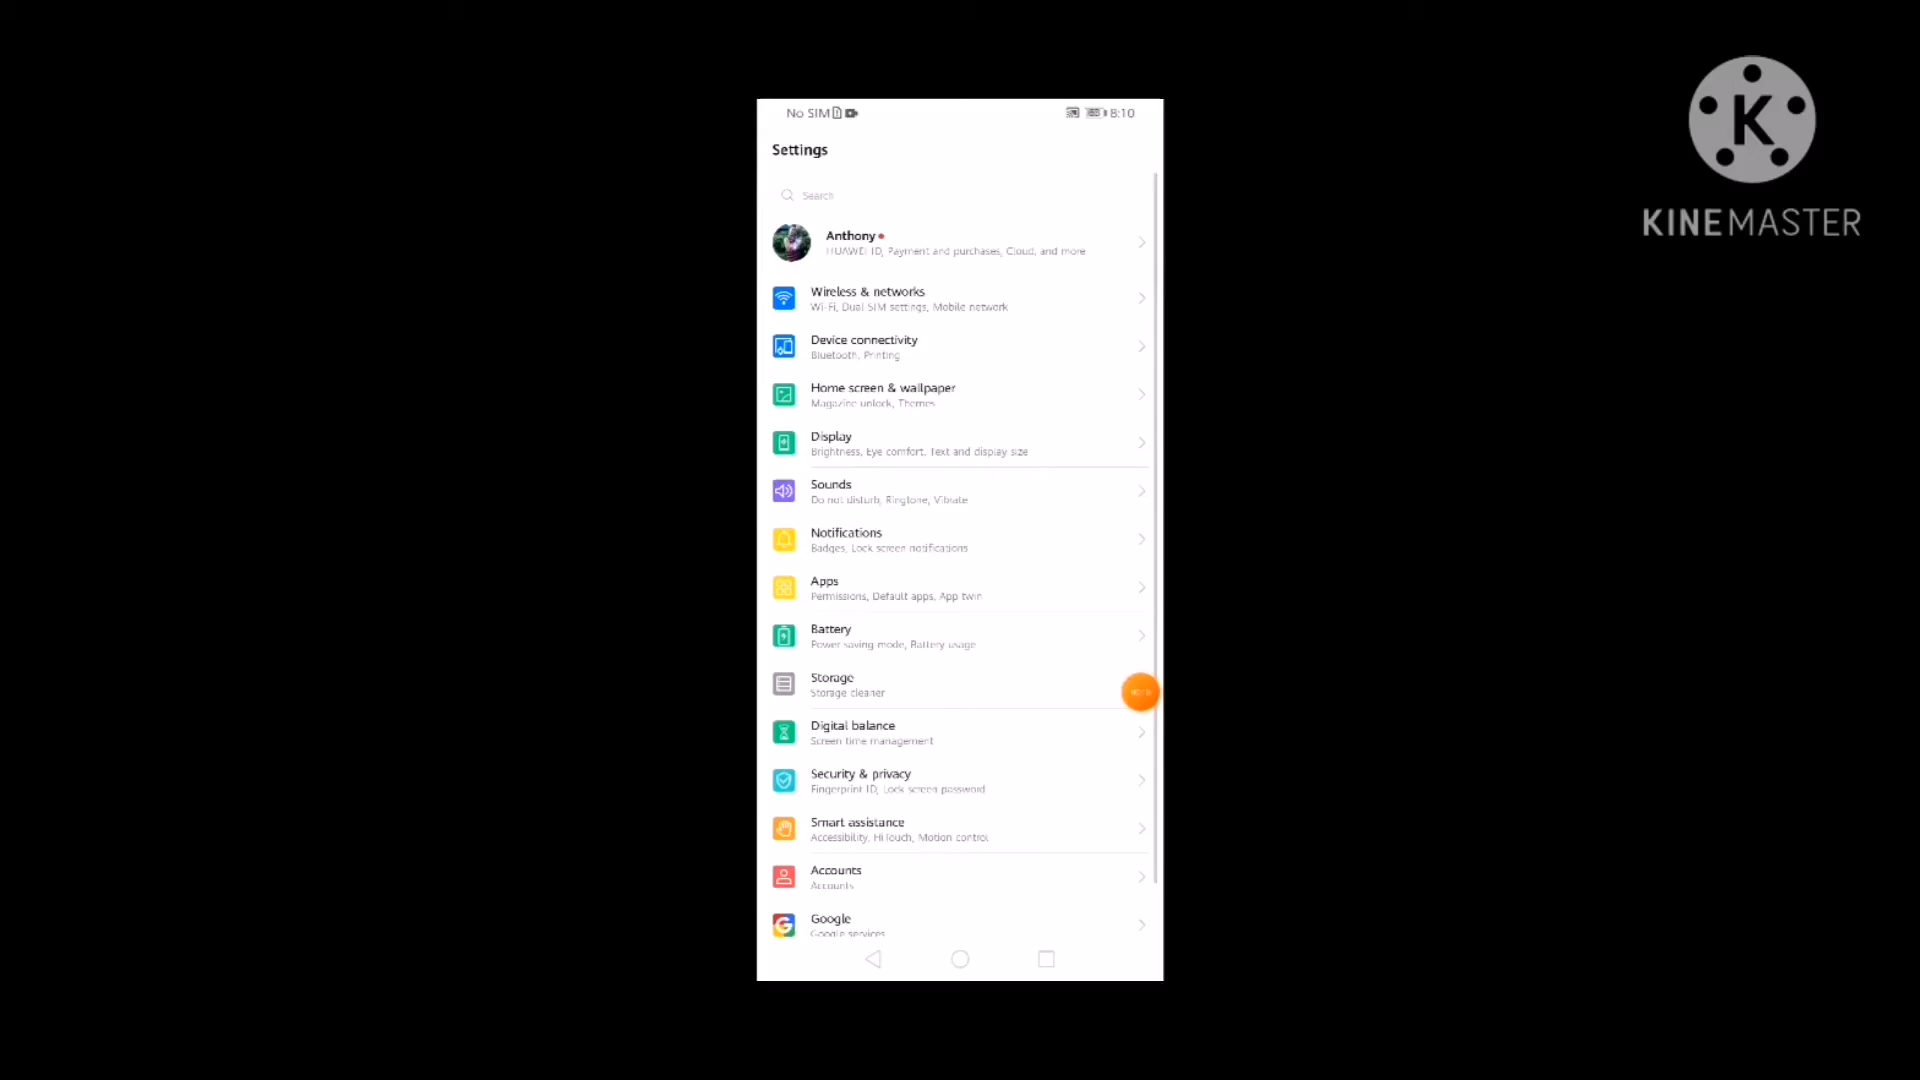 No SIM
8:10
KINEMASTER
Settings
Search
Anthony
HUAWEI ID, Payment and purchases, Cloud, and more
Wireless & networks
Wi-Fi, Dual SIM settings, Mobile network
Device connectivity
Bluetooth, Printing
Home screen & wallpaper
Magazine unlock, Themes
Display
Brightness, Eye comfort, Text and display size
Sounds
Do not disturb, Ringtone, Vibrate
Notifications
Badges, Lock screen notifications
Apps
Permissions, Default apps, App twin
Battery
Power saving mode, Battery usage
Storage
Storage cleaner
Digital balance
Screen time management
Security & privacy
Fingerprint ID, Lock screen password
Smart assistance
Accessibility, HiTouch, Motion control
Accounts
Accounts
Google
Google services